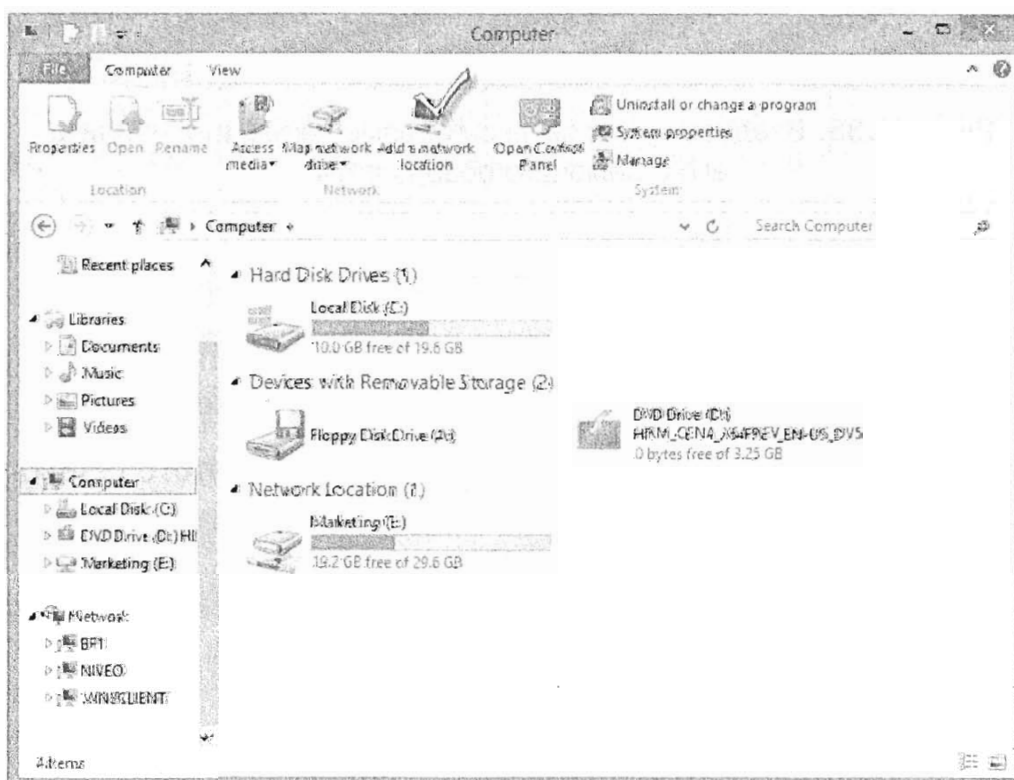 Computer
File Computer View
Properties Open Rename
Access media
Map network drive
Add a network location
Open Control Panel
Uninstall or change a program
System properties
Manage
Location Network System
Computer
Search Computer
Recent places
Libraries
Documents
Music
Pictures
Videos
Computer
Local Disk (C:)
DVD Drive (D:) HI
Marketing (E:)
Network
NIVEO
Hard Disk Drives (1)
Local Disk (C:)
10.0 GB free of 19.6 GB
Devices with Removable Storage (2)
Floppy Disk Drive (A:)
DVD Drive (D:)
0 bytes free of 3.25 GB
Network Location (1)
Marketing (E:)
19.2 GB free of 29.6 GB
4 items